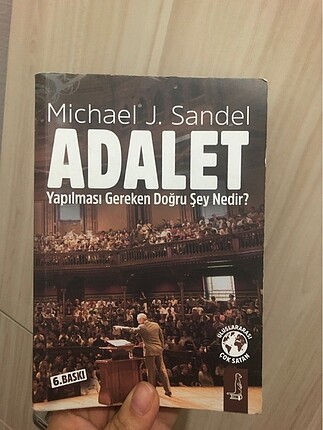 Michael J. Sandel
ADALET
Yapılması Gereken Doğru Şey Nedir?
ULUSLARARASI
ÇOK SATAN
6. BASKI